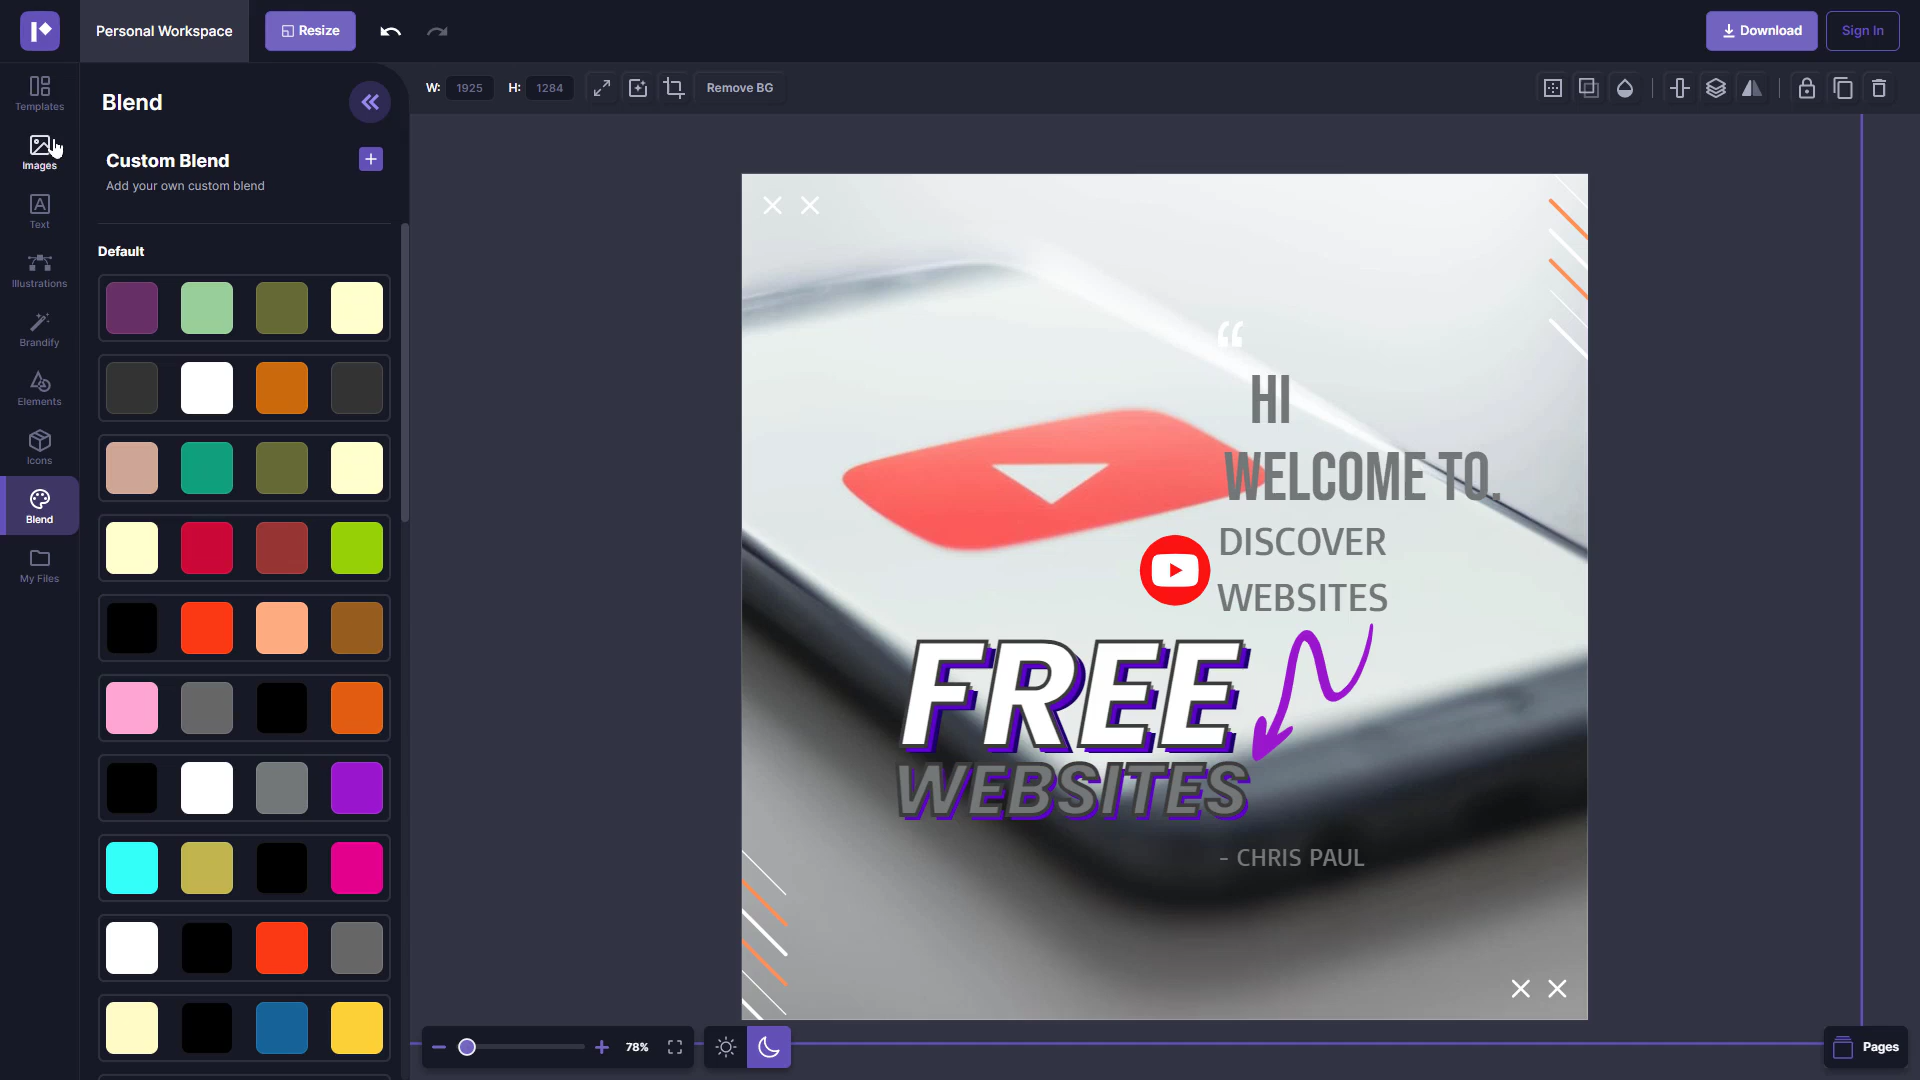 Personal Workspace
Resize
Download
Sign In
Templates
Images
Text
Illustrations
Brandify
Elements
Icons
Blend
My Files
Blend
Custom Blend
Add your own custom blend
Default
W: 1925 H: 1284 Remove BG
“
HI
WELCOME TO.
DISCOVER
WEBSITES
FREE
WEBSITES
- CHRIS PAUL
78%
Pages